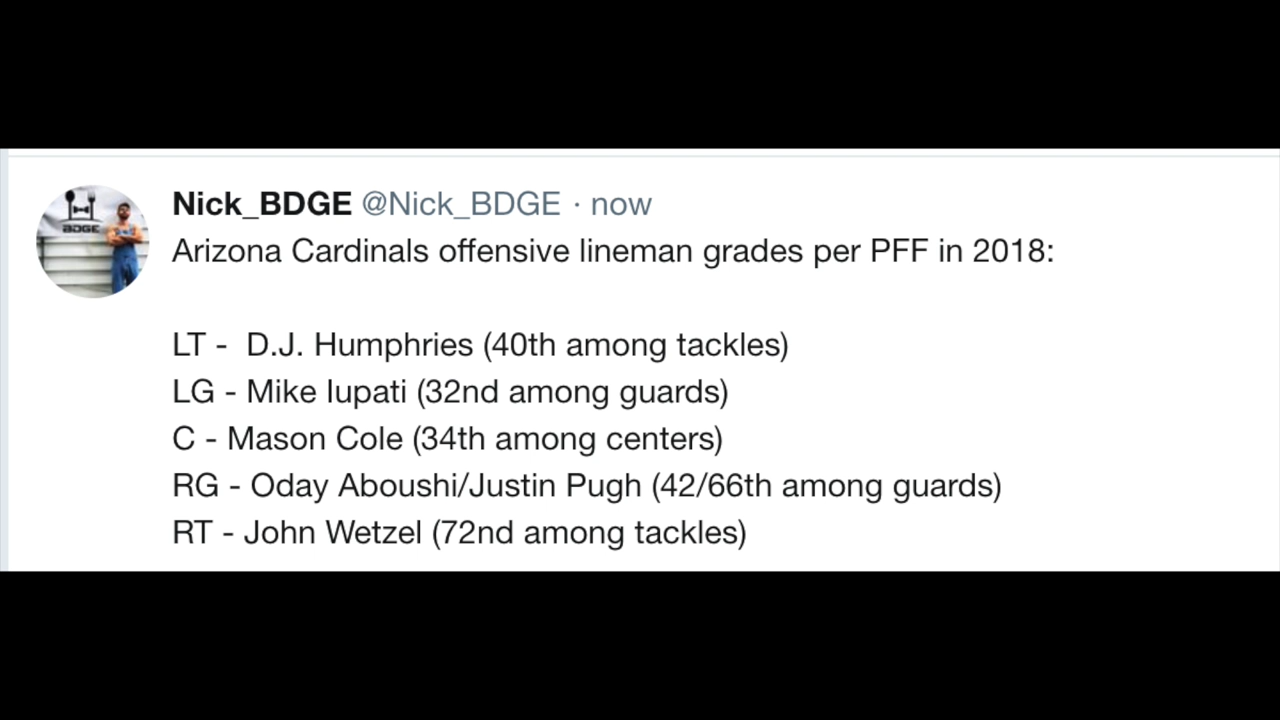 BDGE
Nick_BDGE @Nick_BDGE · now
Arizona Cardinals offensive lineman grades per PFF in 2018:
LT -  D.J. Humphries (40th among tackles)
LG - Mike Iupati (32nd among guards)
C - Mason Cole (34th among centers)
RG - Oday Aboushi/Justin Pugh (42/66th among guards)
RT - John Wetzel (72nd among tackles)